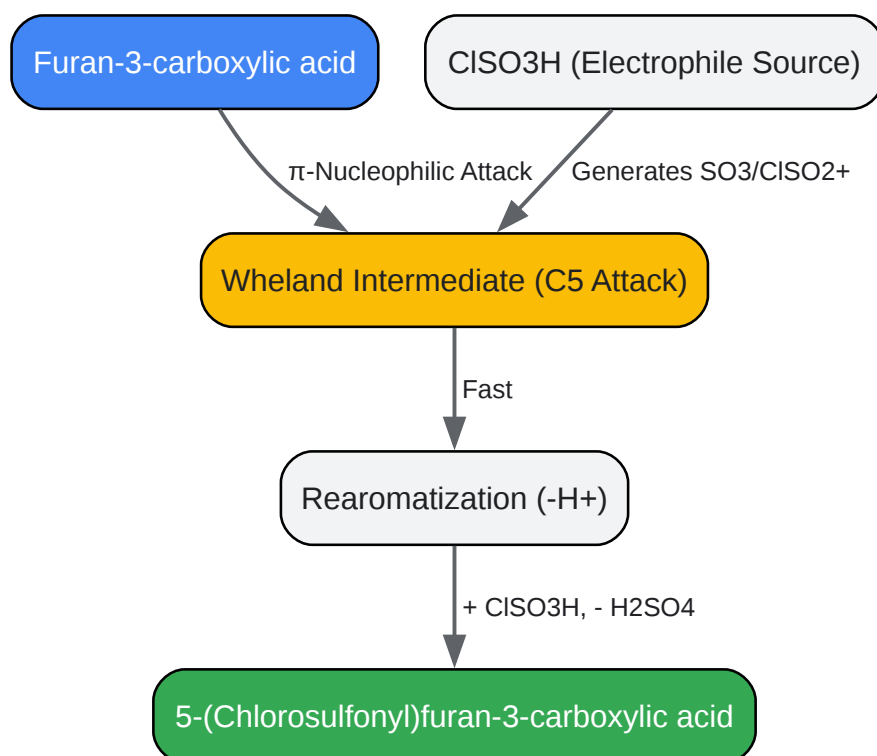 Furan-3-carboxylic acid
ClSO3H (Electrophile Source)
π-Nucleophilic Attack
Generates SO3/ClSO2+
Wheland Intermediate (C5 Attack)
Fast
Rearomatization (-H+)
+ ClSO3H, - H2SO4
5-(Chlorosulfonyl)furan-3-carboxylic acid